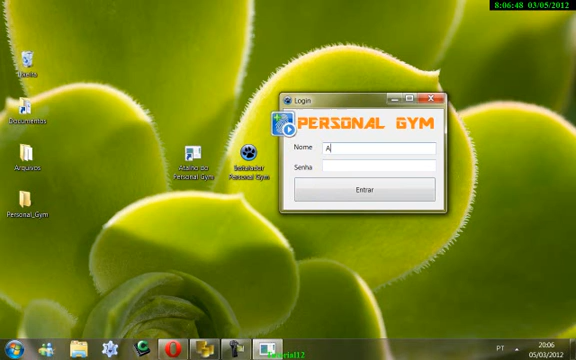 8:06:48 03/05/2012
Login
PERSONAL GYM
Nome
A
Senha
Entrar
Documentos
Arquivos
Personal_Gym
Atalho do
Personal Gym
Instalador
Personal Gym
Tutorial12
PT
20:06
05/03/2012